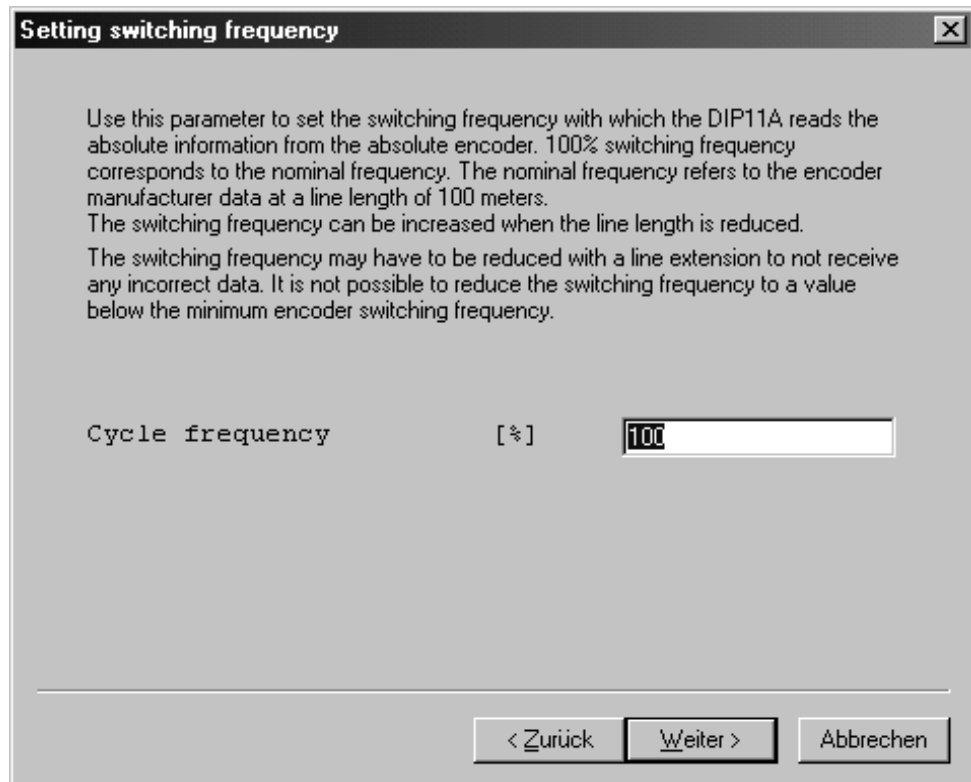 Setting switching frequency
Use this parameter to set the switching frequency with which the DIP11A reads the
absolute information from the absolute encoder. 100% switching frequency
corresponds to the nominal frequency. The nominal frequency refers to the encoder
manufacturer data at a line length of 100 meters.
The switching frequency can be increased when the line length is reduced.
The switching frequency may have to be reduced with a line extension to not receive
any incorrect data. It is not possible to reduce the switching frequency to a value
below the minimum encoder switching frequency.
Cycle frequency [%] 100
< Zurück Weiter > Abbrechen